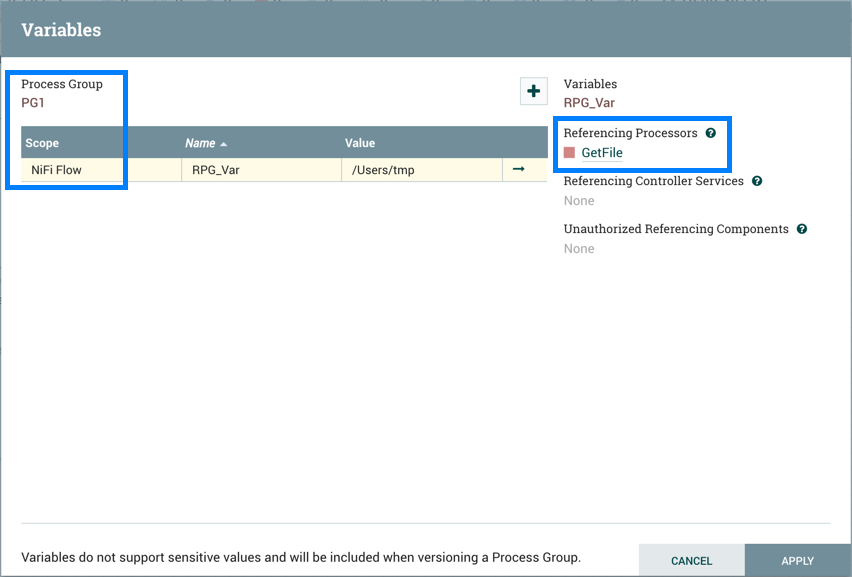 Variables
Process Group
PG1
Scope Name Value
NiFi Flow RPG_Var /Users/tmp
Variables
RPG_Var
Referencing Processors
GetFile
Referencing Controller Services
None
Unauthorized Referencing Components
None
Variables do not support sensitive values and will be included when versioning a Process Group.
CANCEL APPLY